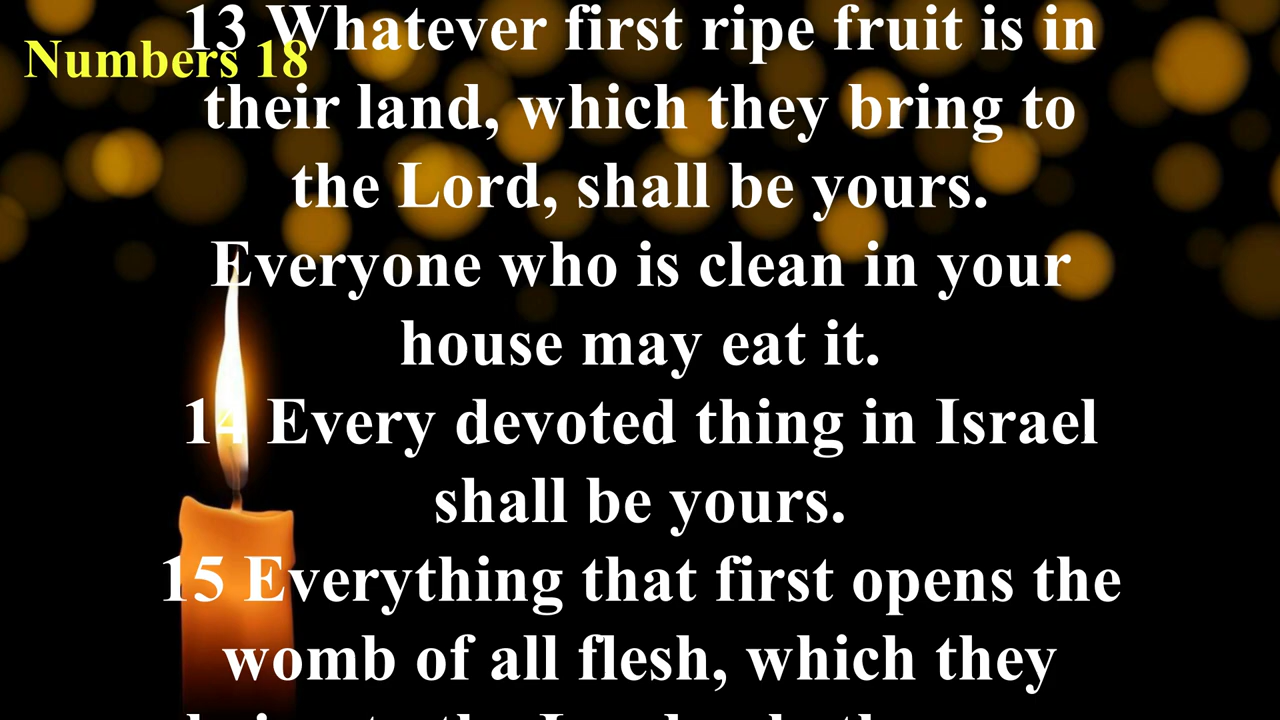 13 Whatever first ripe fruit is in
Numbers 18
their land, which they bring to
the Lord, shall be yours.
Everyone who is clean in your
house may eat it.
14 Every devoted thing in Israel
shall be yours.
15 Everything that first opens the
womb of all flesh, which they